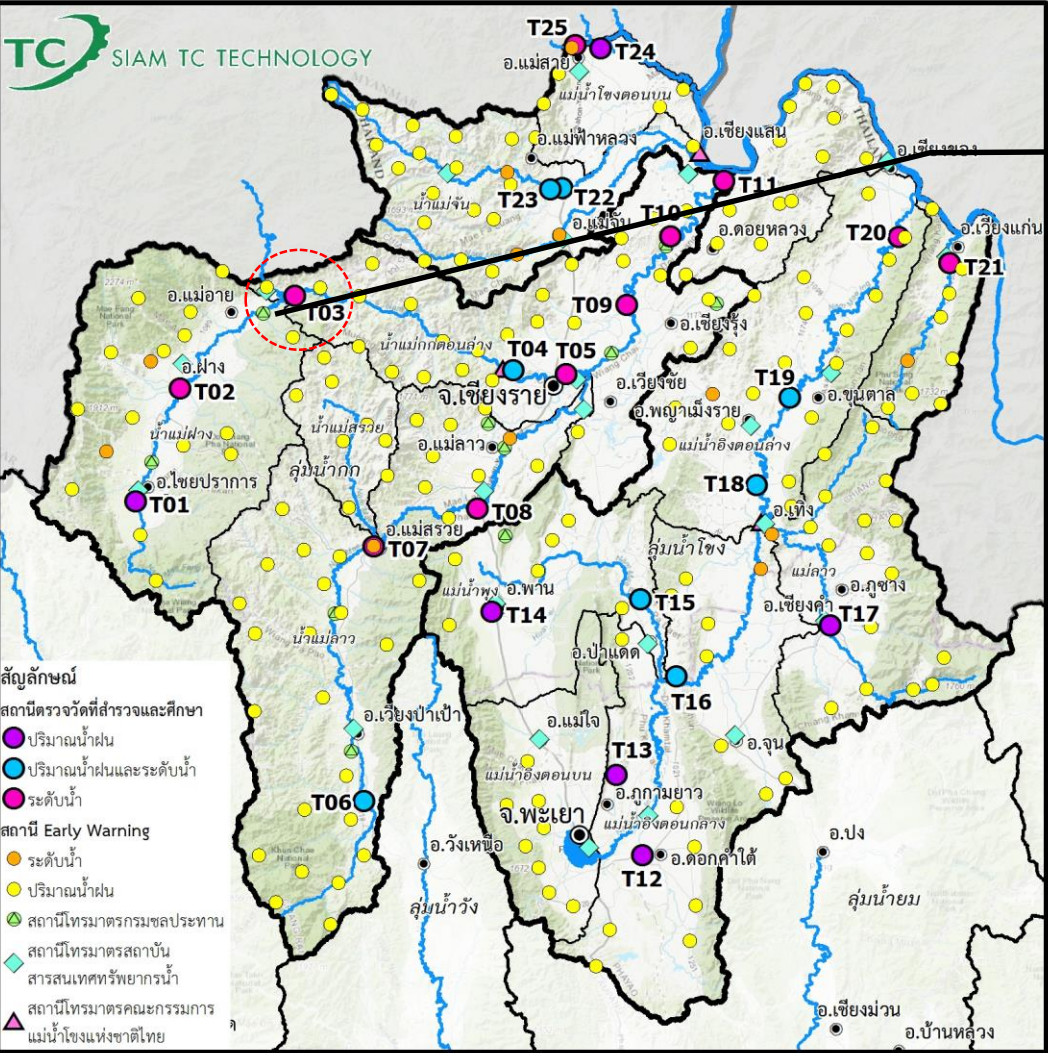 TC SIAM TC TECHNOLOGY
T25
T24
อ.แม่สาย
แม่น้ำโขงตอนบน
MYANMAR
THAILAND
อ.แม่ฟ้าหลวง
อ.เชียงแสน
THAILAND
อ.เชียงของ
น้ำแม่จัน
T23
T22
T11
อ.แม่จัน
T10
อ.ดอยหลวง
T20
อ.เวียงแก่น
T21
2274 m
อ.แม่อาย
T03
T09
อ.เชียงรุ้ง
น้ำแม่กกตอนล่าง
T04
T05
อ.ฝาง
T02
จ.เชียงราย
อ.เวียงชัย
T19
อ.ขุนตาล
1732 m
อ.พญาเม็งราย
แม่น้ำอิงตอนล่าง
น้ำแม่ฝาง
น้ำแม่สรวย
อ.แม่ลาว
ลุ่มน้ำกก
อ.ไชยปราการ
T01
T18
T08
อ.เทิง
อ.แม่สรวย
T07
ลุ่มน้ำโขง
แม่ลาว
อ.ภูซาง
แม่น้ำพุง
อ.พาน
T14
T15
อ.เชียงคำ
T17
น้ำแม่ลาว
อ.ป่าแดด
T16
1760 m
สัญลักษณ์
สถานีตรวจวัดที่สำรวจและศึกษา
ปริมาณน้ำฝน
ปริมาณน้ำฝนและระดับน้ำ
ระดับน้ำ
สถานี Early Warning
ระดับน้ำ
ปริมาณน้ำฝน
สถานีโทรมาตรกรมชลประทาน
สถานีโทรมาตรสถาบัน
สารสนเทศทรัพยากรน้ำ
สถานีโทรมาตรคณะกรรมการ
แม่น้ำโขงแห่งชาติไทย
อ.เวียงป่าเป้า
อ.แม่ใจ
อ.จุน
T13
แม่น้ำอิงตอนบน
อ.ภูกามยาว
T06
จ.พะเยา
แม่น้ำอิงตอนกลาง
อ.วังเหนือ
T12
อ.ดอกคำใต้
อ.ปง
ลุ่มน้ำวัง
ลุ่มน้ำยม
อ.เชียงม่วน
อ.บ้านหลวง